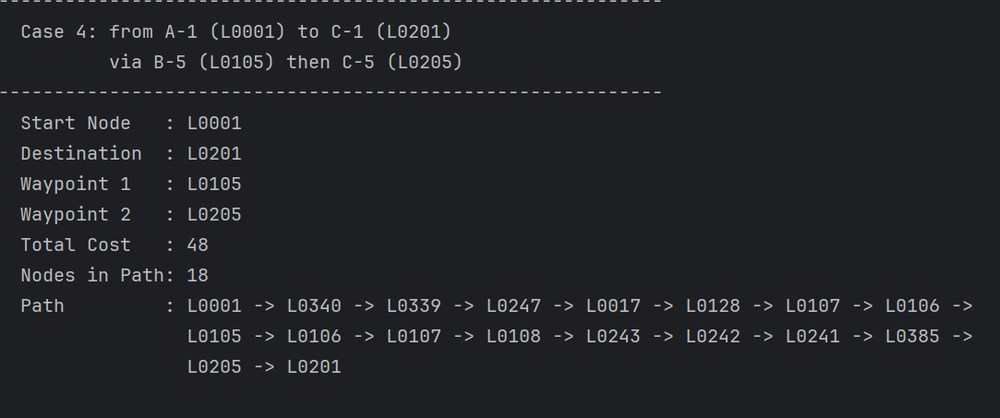 ------------------------------------------------------------
Case 4: from A-1 (L0001) to C-1 (L0201)
via B-5 (L0105) then C-5 (L0205)
------------------------------------------------------------
Start Node   : L0001
Destination  : L0201
Waypoint 1   : L0105
Waypoint 2   : L0205
Total Cost   : 48
Nodes in Path: 18
Path         : L0001 -> L0340 -> L0339 -> L0247 -> L0017 -> L0128 -> L0107 -> L0106 ->
L0105 -> L0106 -> L0107 -> L0108 -> L0243 -> L0242 -> L0241 -> L0385 ->
L0205 -> L0201